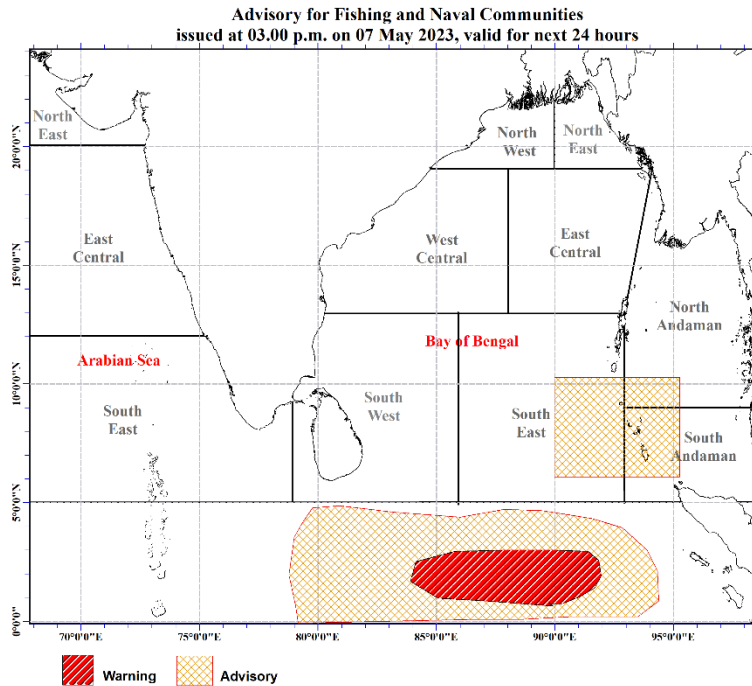 Advisory for Fishing and Naval Communities
issued at 03.00 p.m. on 07 May 2023, valid for next 24 hours
North
East
North
West
North
East
20°0'0"N
East
Central
West
Central
East
Central
15°0'0"N
North
Andaman
Arabian Sea
Bay of Bengal
10°0'0"N
South
East
South
West
South
East
South
Andaman
5°0'0"N
0°0'0"
70°0'0"E
75°0'0"E
80°0'0"E
85°0'0"E
90°0'0"E
95°0'0"E
Warning
Advisory